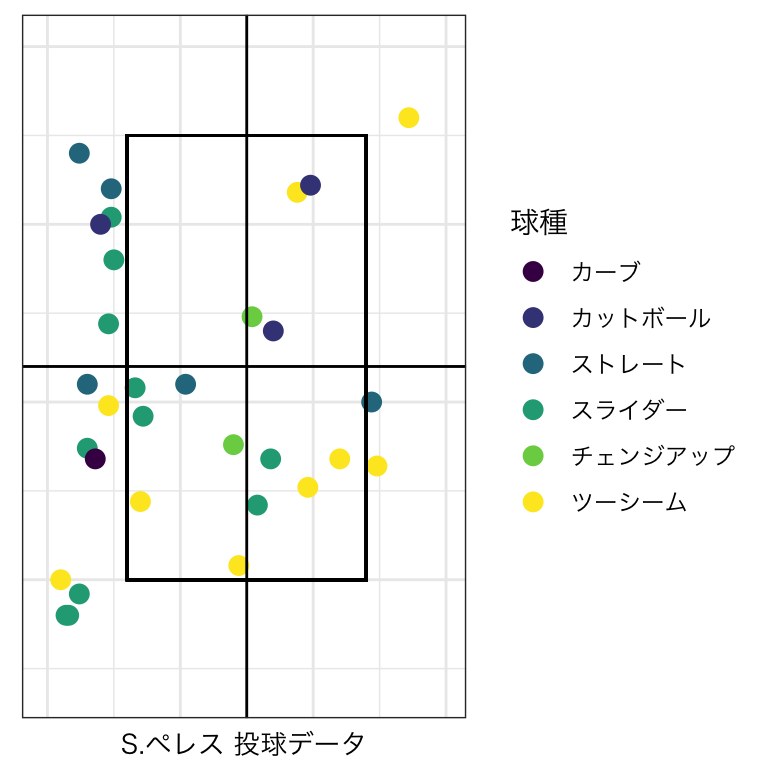 球種
カーブ
カットボール
ストレート
スライダー
チェンジアップ
ツーシーム
S.ペレス 投球データ